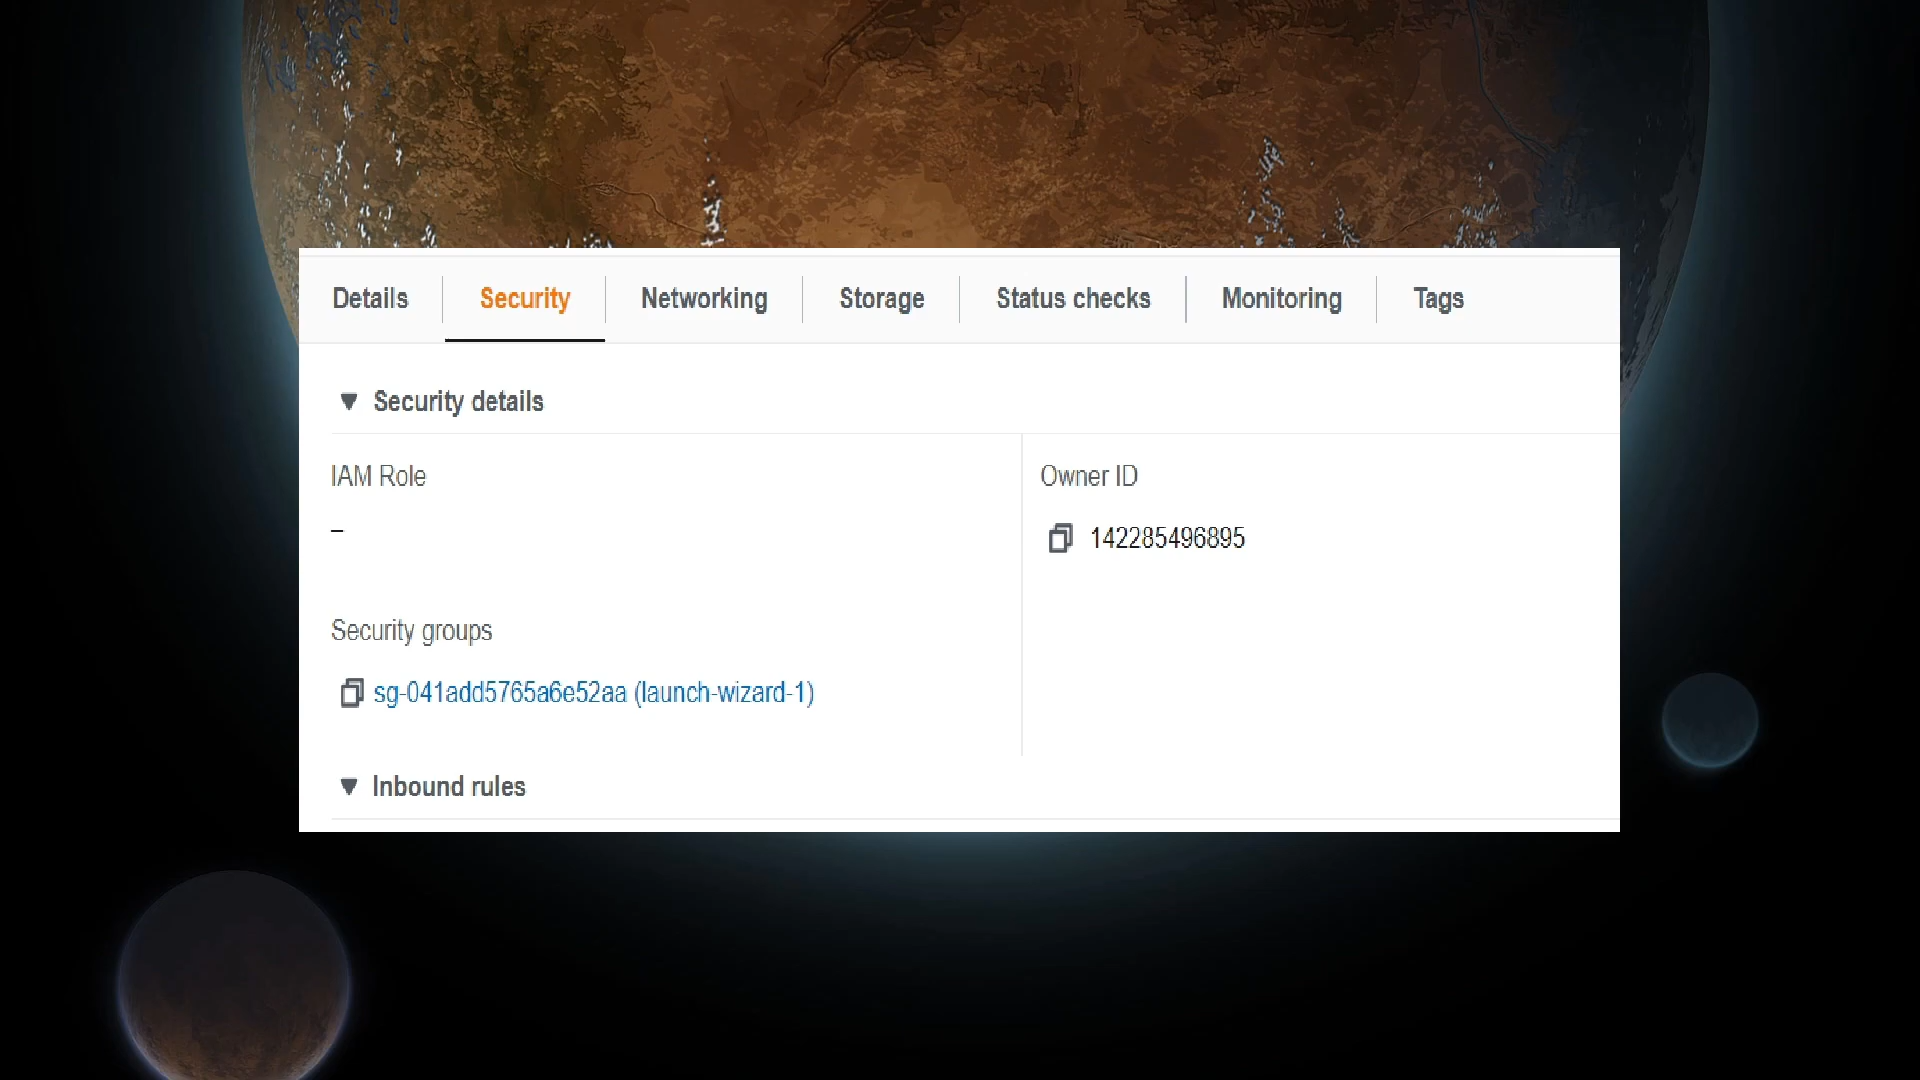 Details Security Networking Storage Status checks Monitoring Tags
Security details
IAM Role Owner ID
– 142285496895
Security groups
sg-041add5765a6e52aa (launch-wizard-1)
Inbound rules